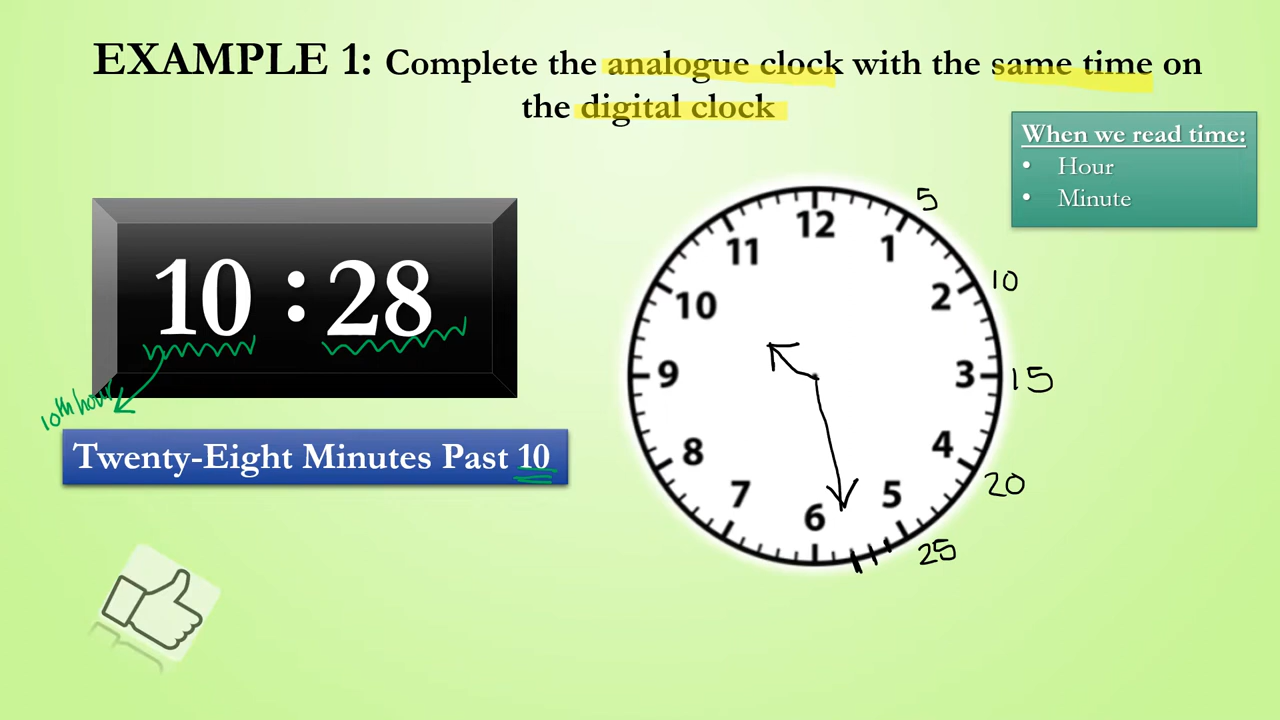 EXAMPLE 1: Complete the analogue clock with the same time on
the digital clock
When we read time:
• Hour
• Minute
10 : 28
10th hour
Twenty-Eight Minutes Past 10
12
1
2
3
4
5
6
7
8
9
10
11
5
10
15
20
25